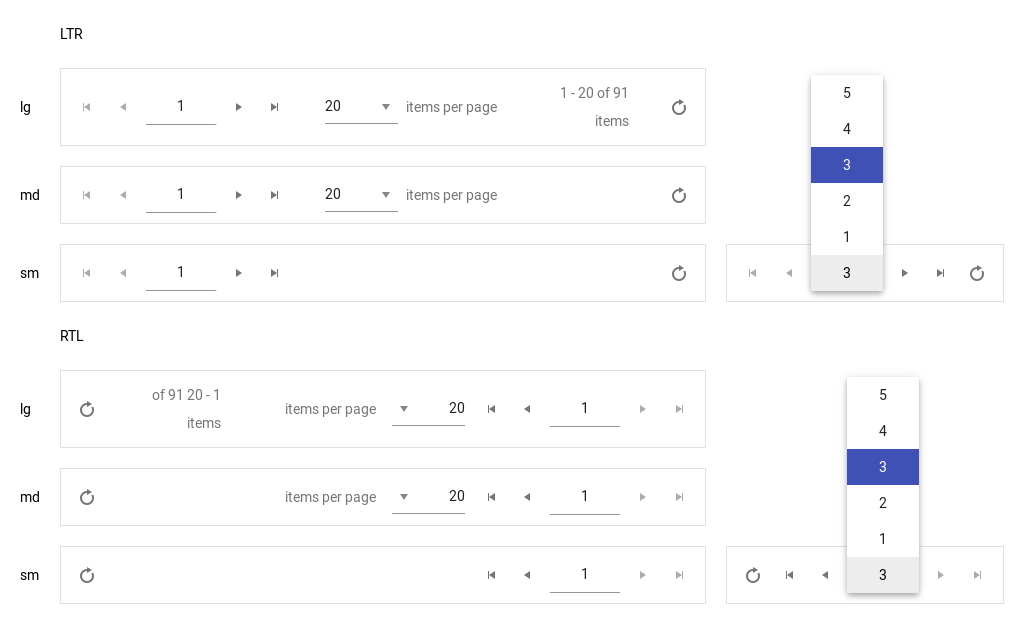 LTR
lg
1
20
items per page
1 - 20 of 91
items
md
1
20
items per page
sm
1
5
4
3
2
1
3
RTL
lg
of 91 20 - 1
items
items per page
20
1
md
items per page
20
1
sm
1
5
4
3
2
1
3